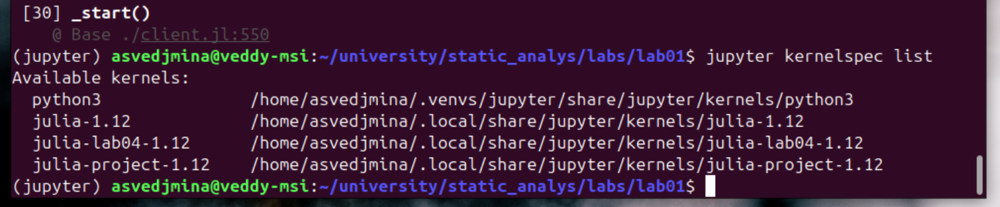 [30] _start()
@ Base ./client.jl:550
(jupyter) asvedjmina@veddy-msi:~/university/static_analys/labs/lab01$ jupyter kernelspec list
Available kernels:
python3 /home/asvedjmina/.venvs/jupyter/share/jupyter/kernels/python3
julia-1.12 /home/asvedjmina/.local/share/jupyter/kernels/julia-1.12
julia-lab04-1.12 /home/asvedjmina/.local/share/jupyter/kernels/julia-lab04-1.12
julia-project-1.12 /home/asvedjmina/.local/share/jupyter/kernels/julia-project-1.12
(jupyter) asvedjmina@veddy-msi:~/university/static_analys/labs/lab01$